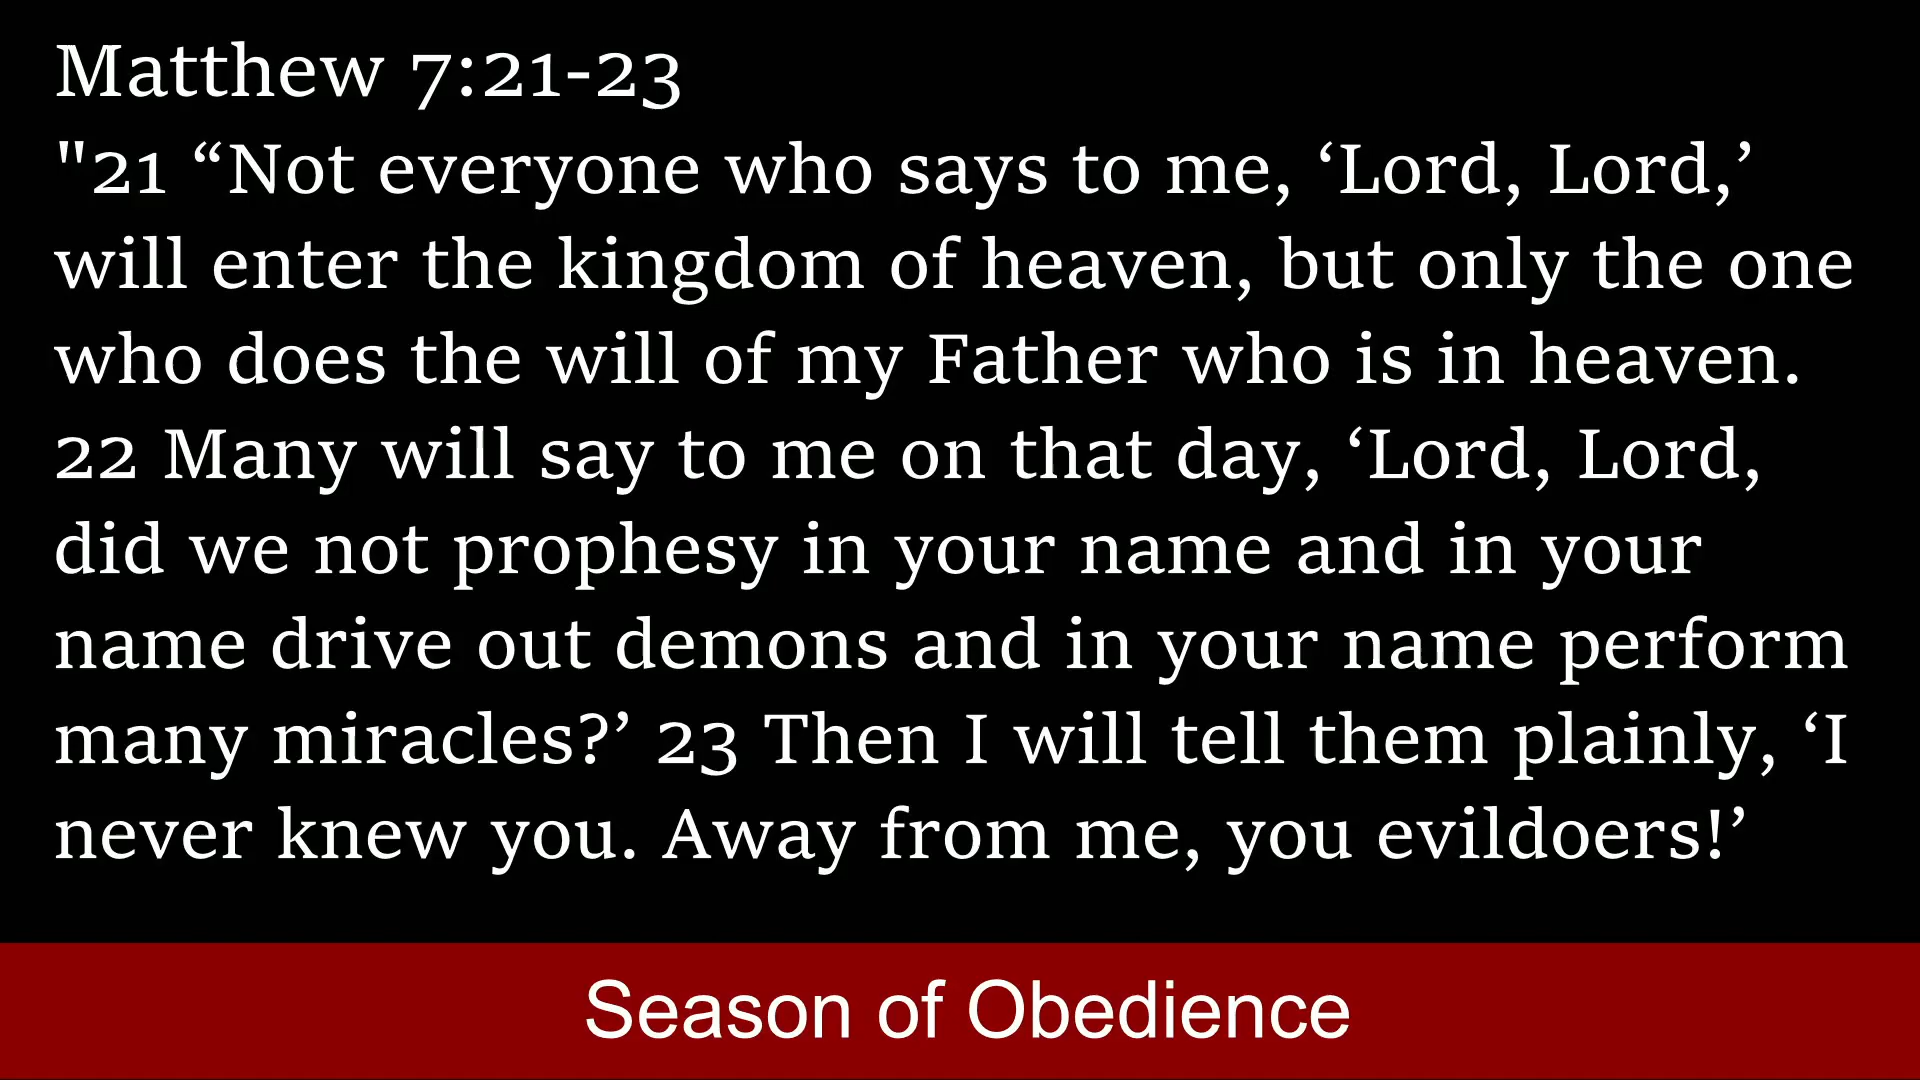 Matthew 7:21-23
"21 “Not everyone who says to me, ‘Lord, Lord,’
will enter the kingdom of heaven, but only the one
who does the will of my Father who is in heaven.
22 Many will say to me on that day, ‘Lord, Lord,
did we not prophesy in your name and in your
name drive out demons and in your name perform
many miracles?’ 23 Then I will tell them plainly, ‘I
never knew you. Away from me, you evildoers!’
Season of Obedience